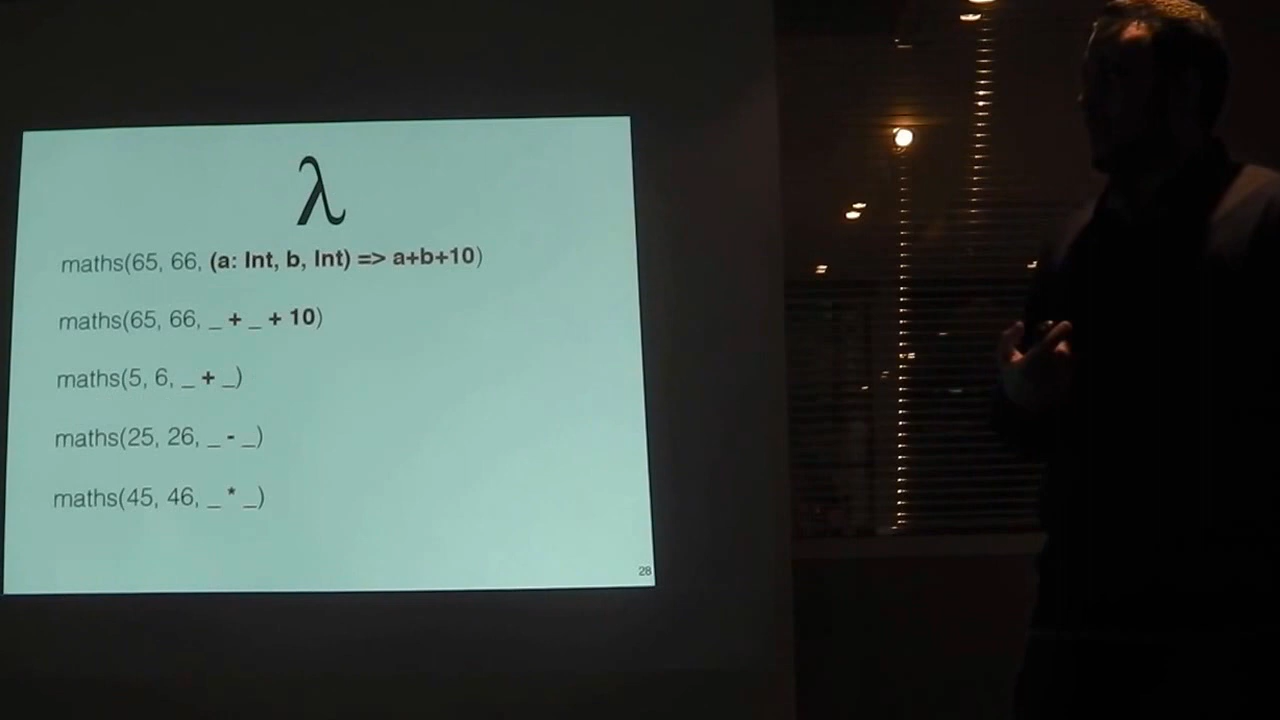 λ
maths(65, 66, (a: Int, b, Int) => a+b+10)
maths(65, 66, _ + _ + 10)
maths(5, 6, _ + _)
maths(25, 26, _ - _)
maths(45, 46, _ * _)
28